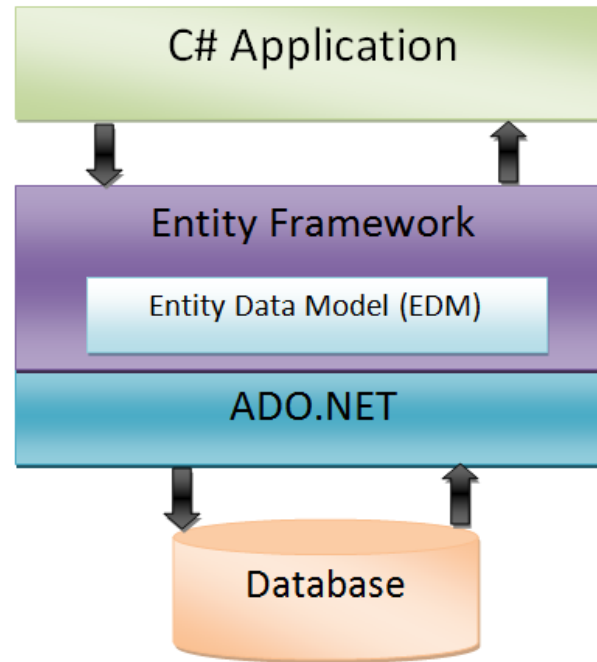 C# Application
Entity Framework
Entity Data Model (EDM)
ADO.NET
Database